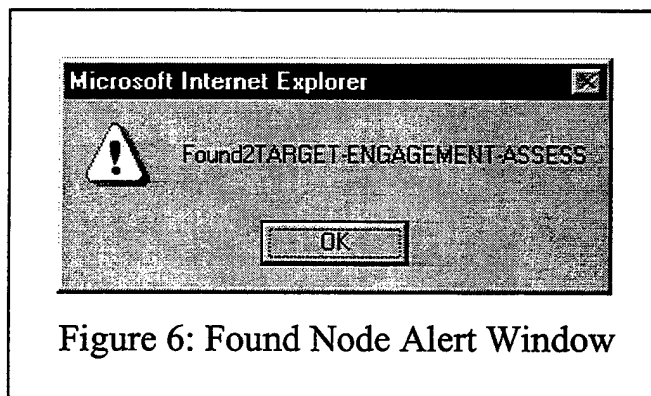 Microsoft Internet Explorer
Found2TARGET-ENGAGEMENT-ASSESS
OK
Figure 6: Found Node Alert Window